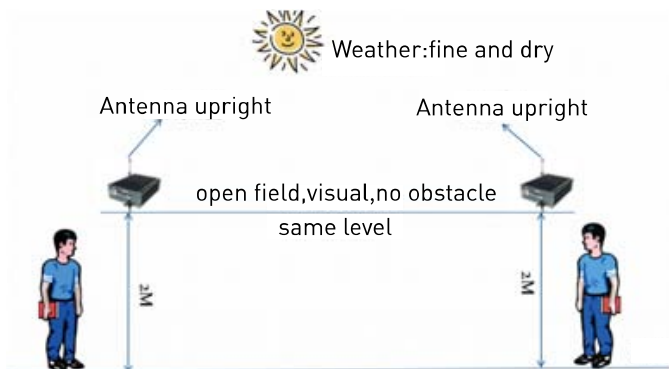 Weather:fine and dry
Antenna upright
Antenna upright
open field,visual,no obstacle
same level
2M
2M